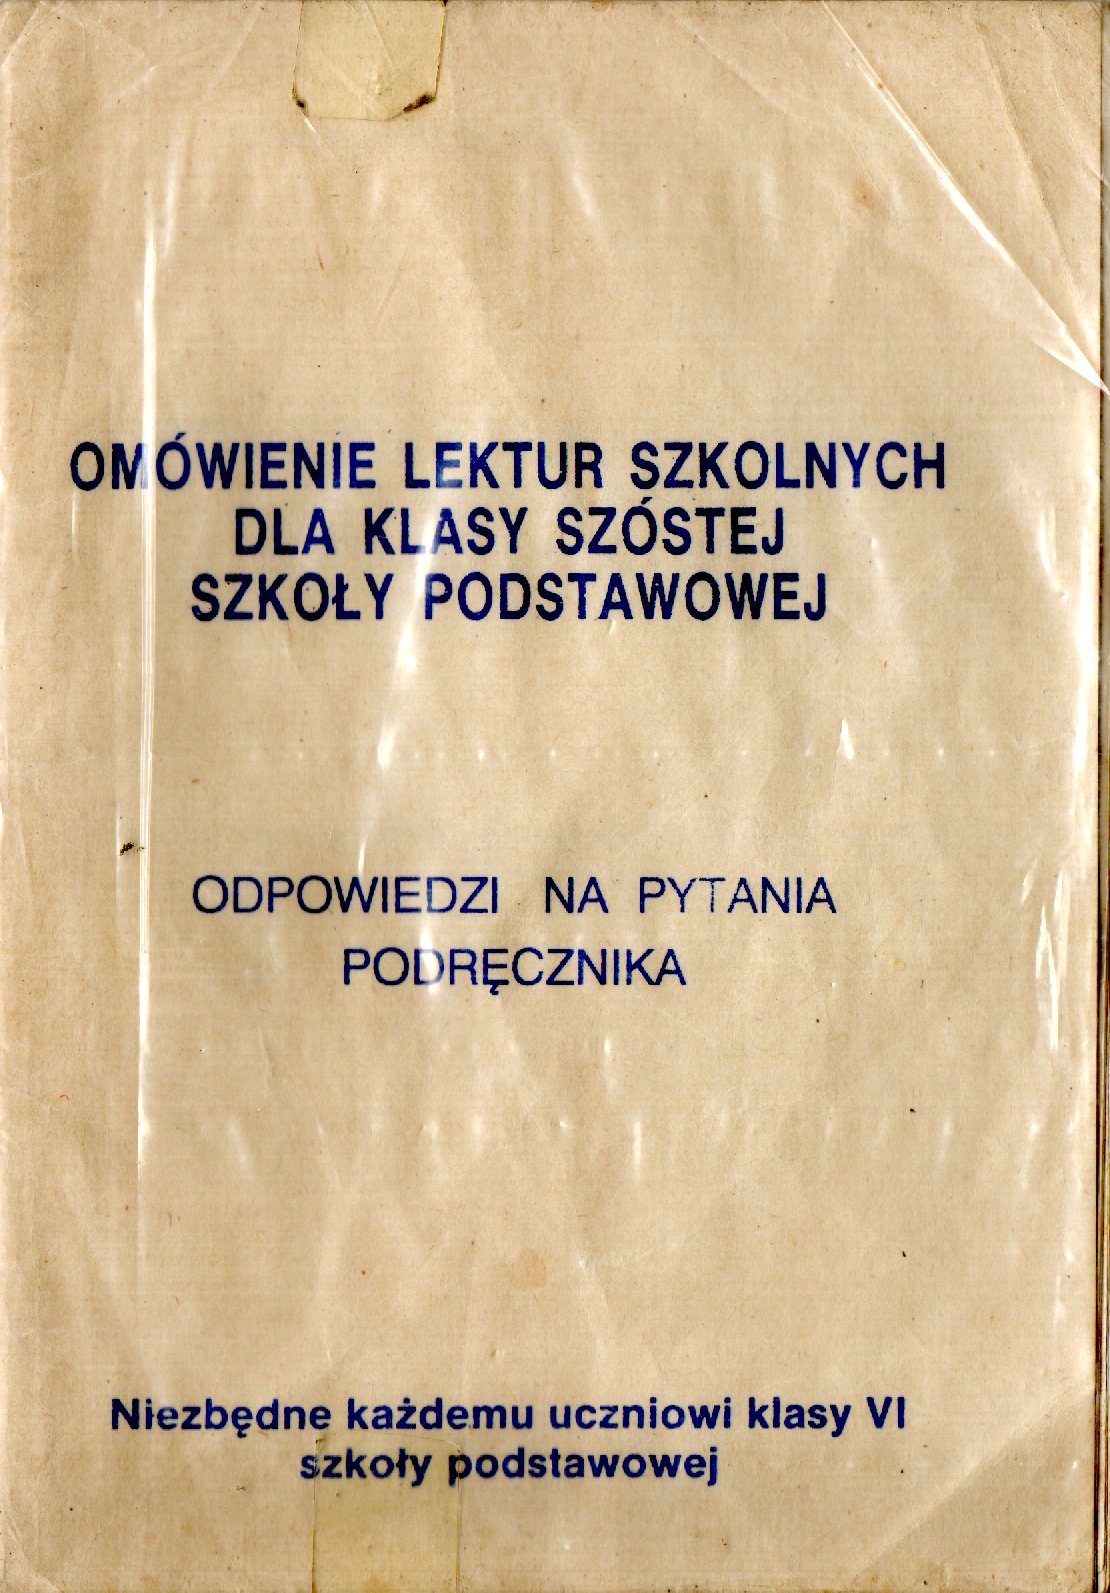 OMÓWIENIE LEKTUR SZKOLNYCH
DLA KLASY SZÓSTEJ
SZKOŁY PODSTAWOWEJ
ODPOWIEDZI NA PYTANIA
PODRĘCZNIKA
Niezbędne każdemu uczniowi klasy VI
szkoły podstawowej